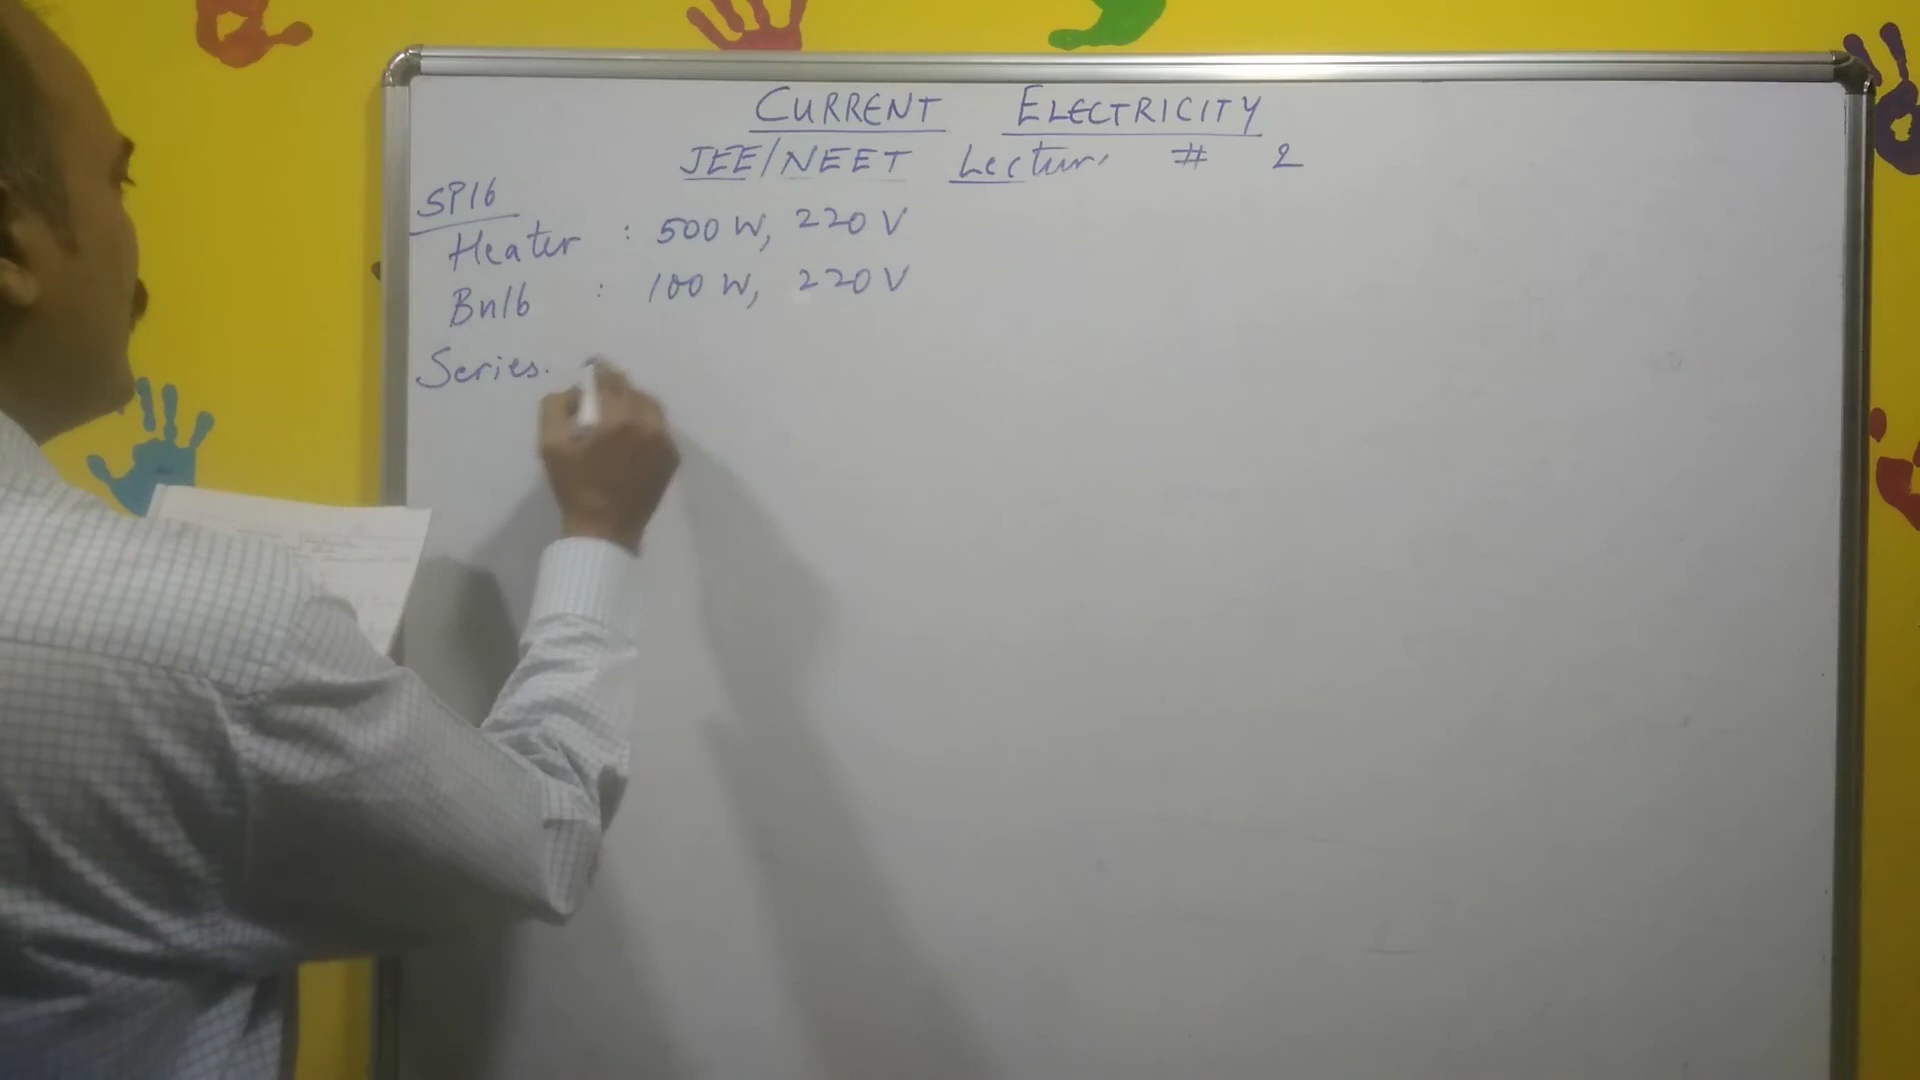 CURRENT ELECTRICITY
JEE/NEET Lecture # 2
SP16
Heater : 500 W, 220 V
Bulb : 100 W, 220 V
Series.